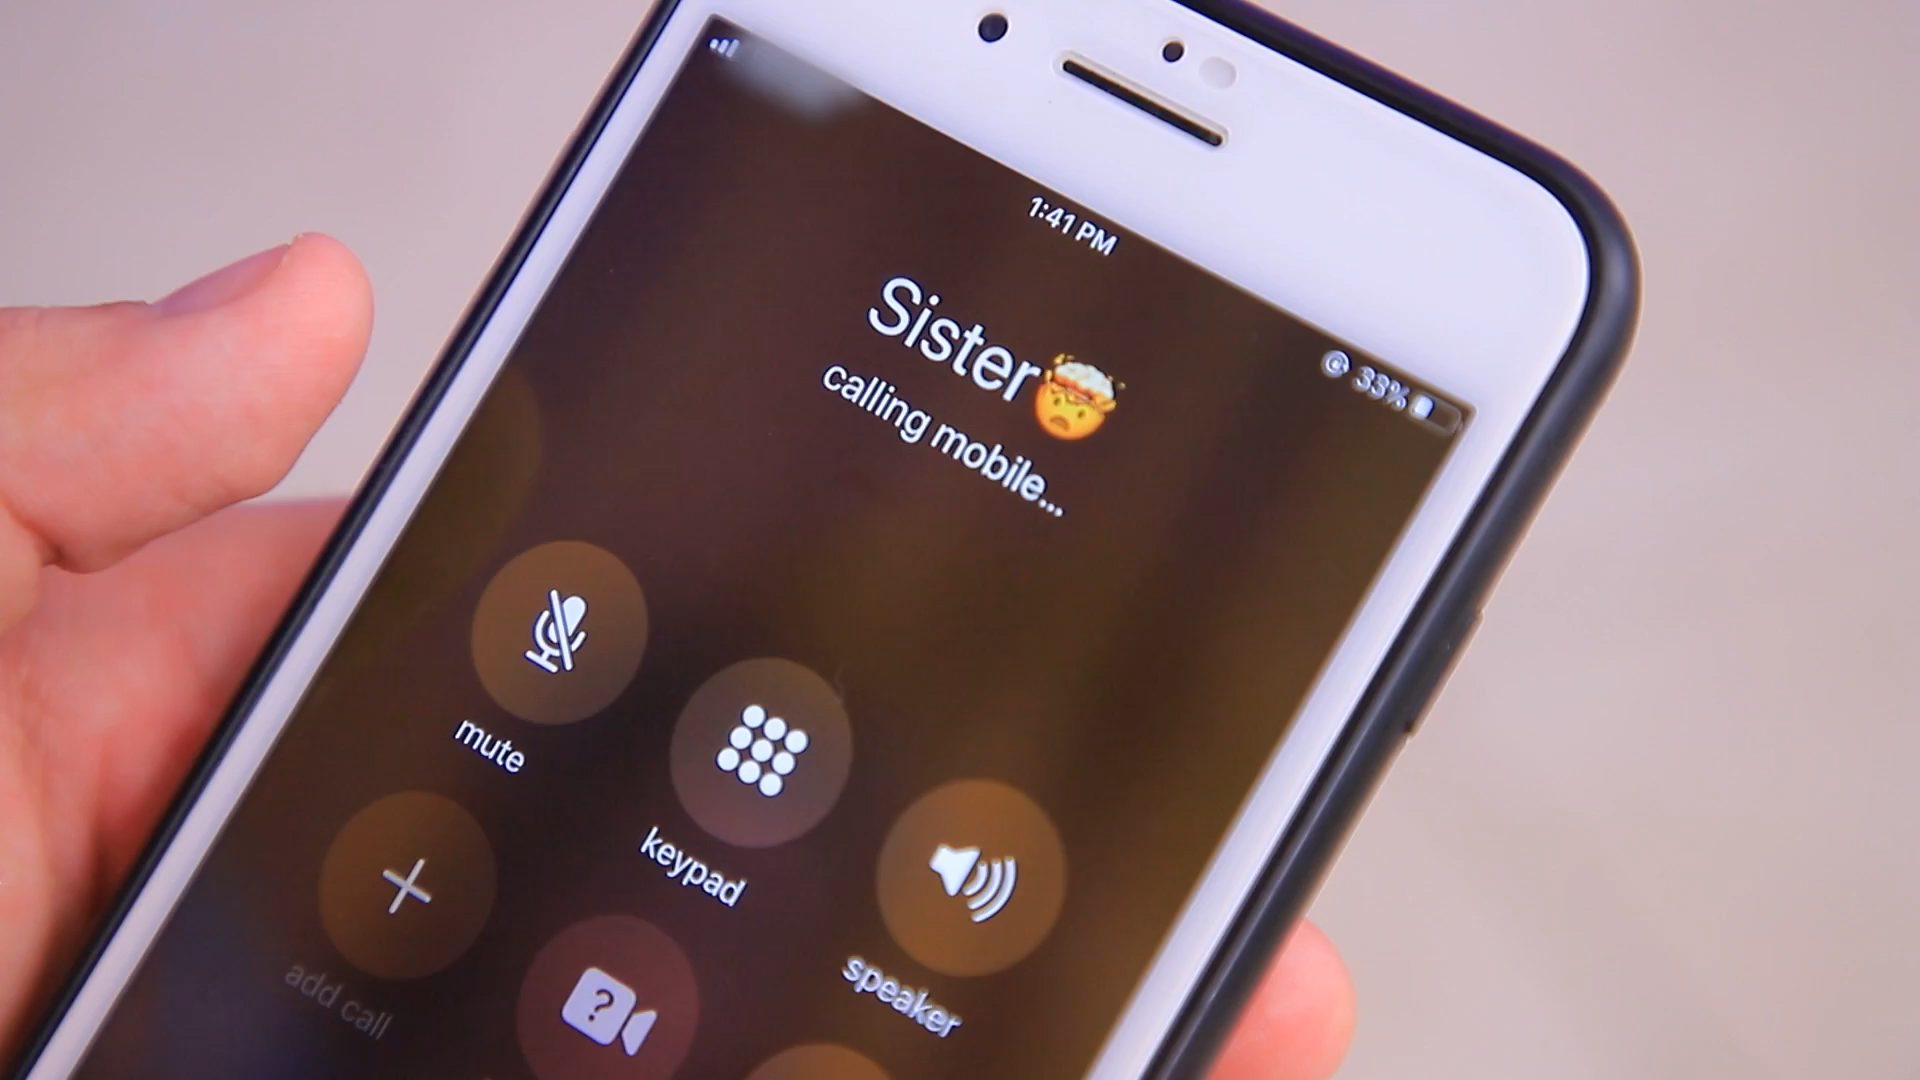 1:41 PM
33%
Sister🤯
calling mobile...
mute
keypad
speaker
add call
?